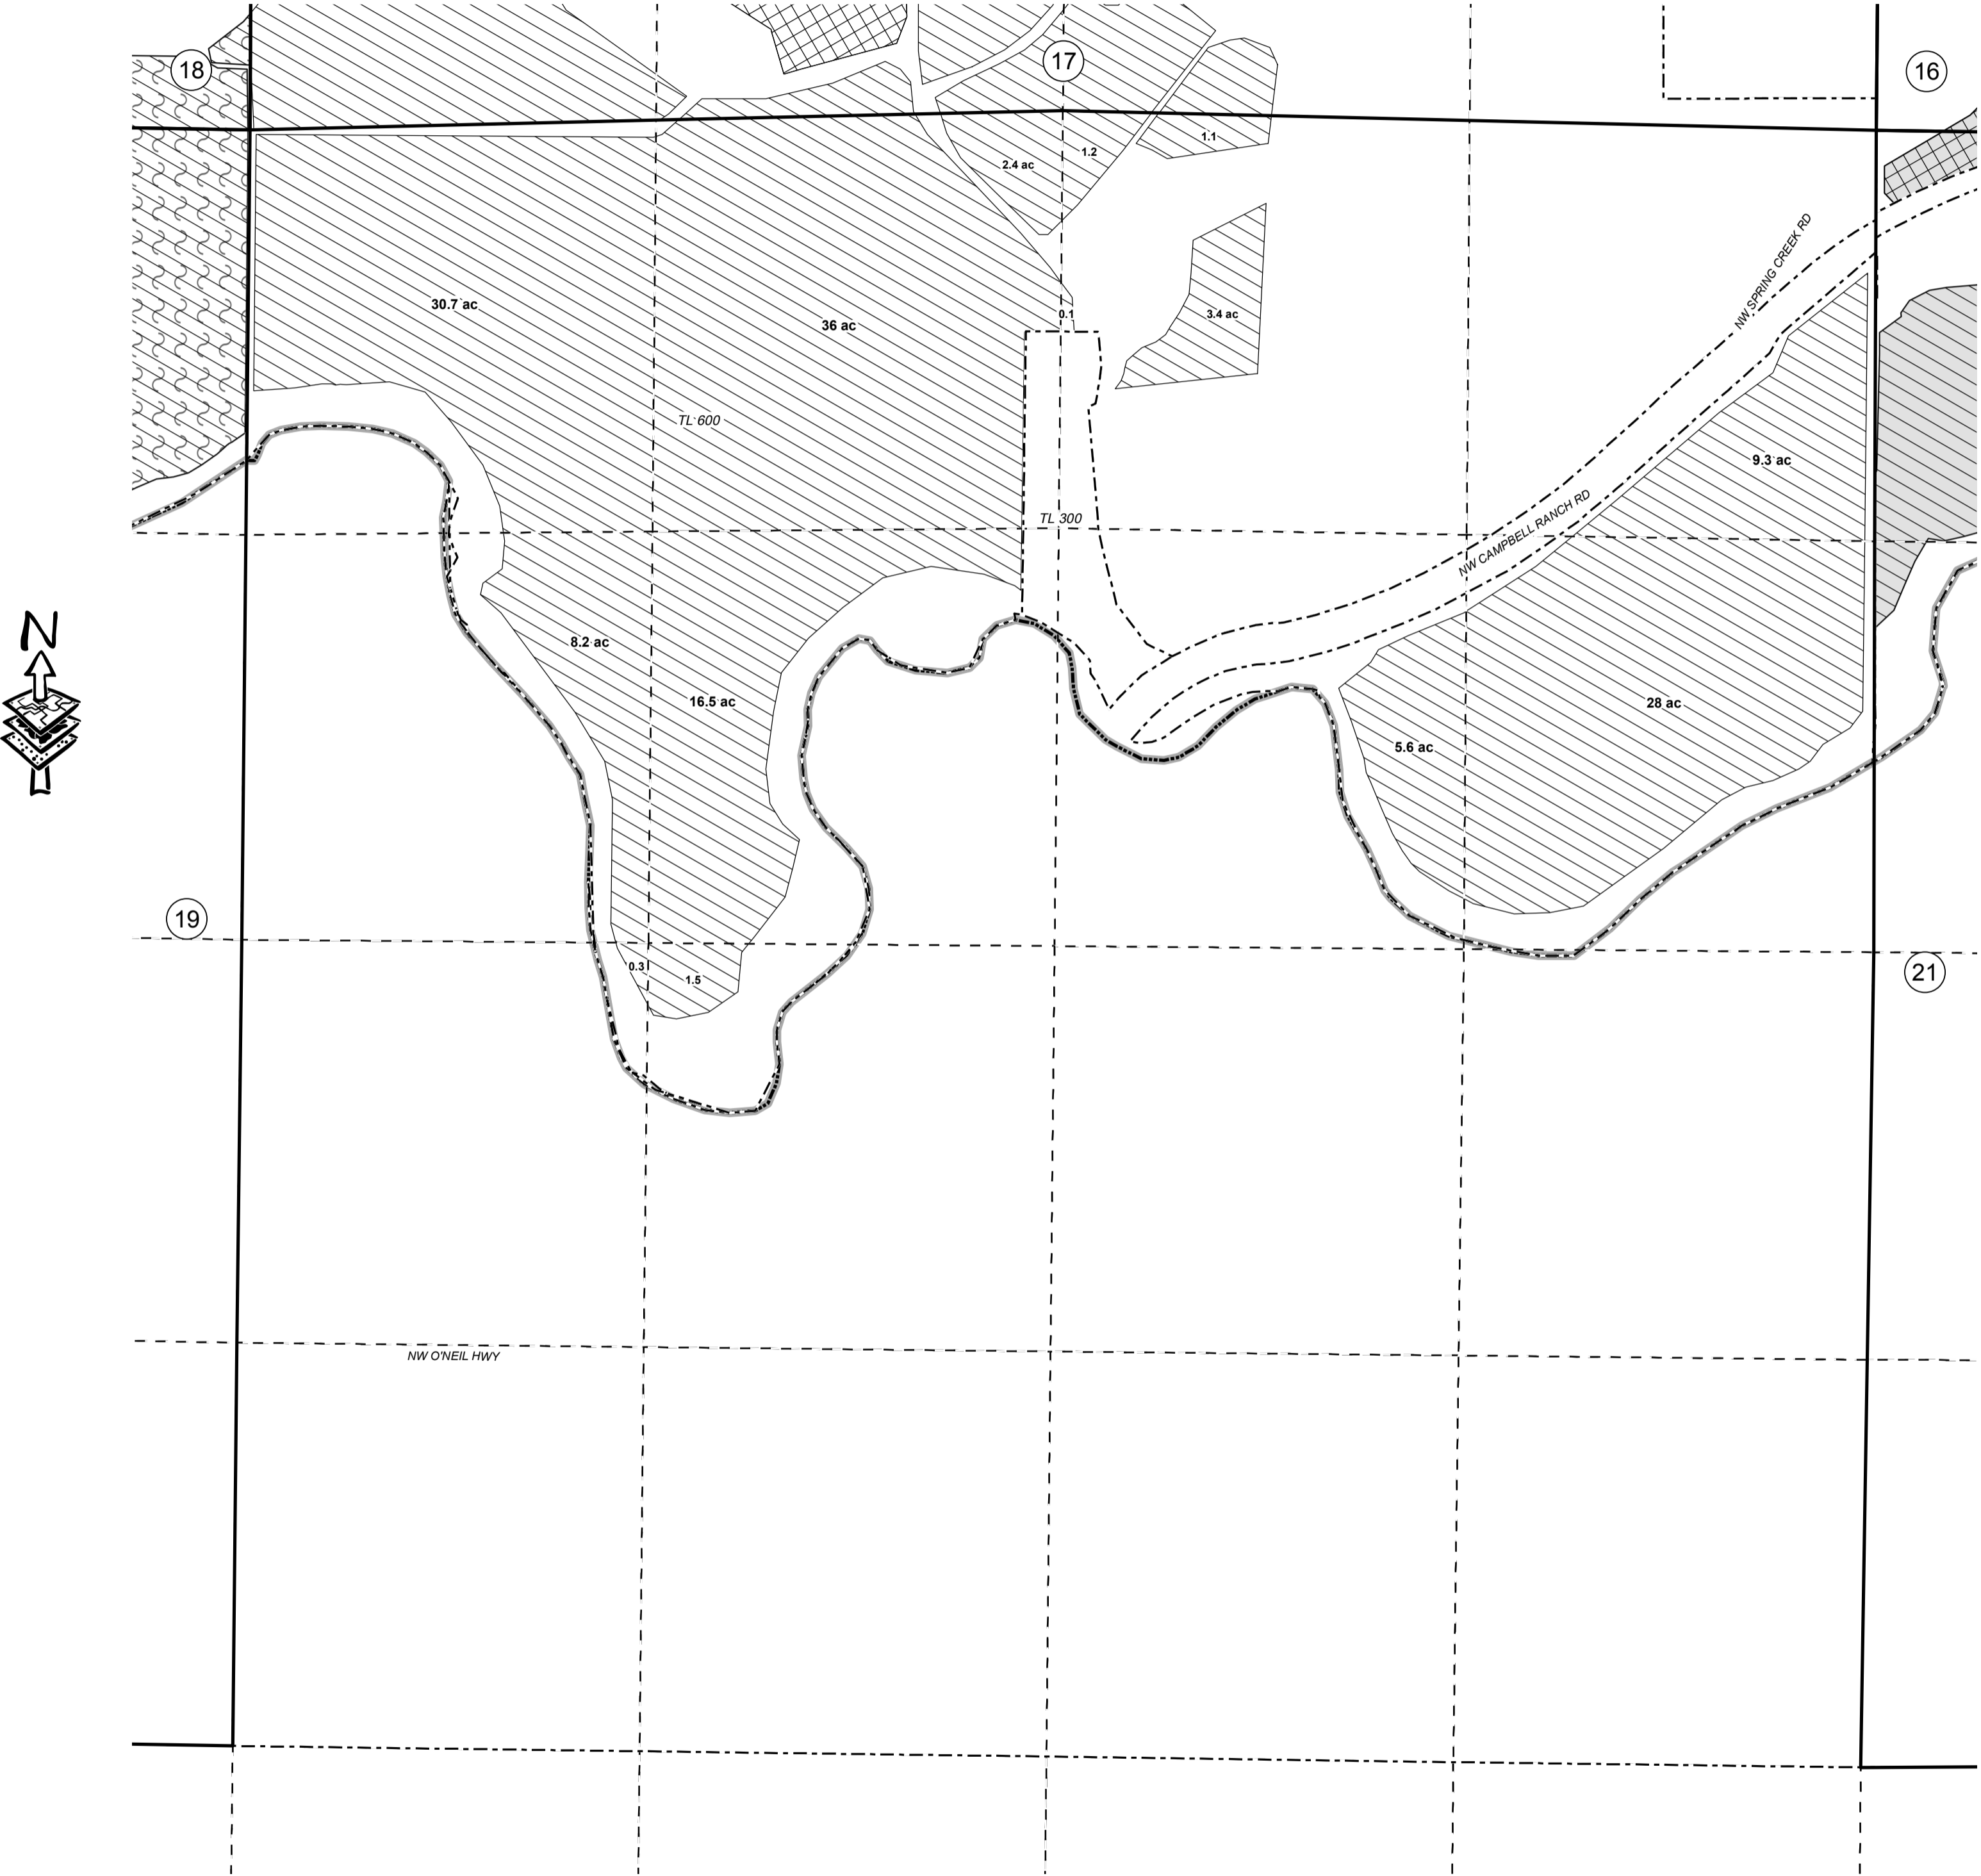 18
17
16
1.1
1.2
2.4 ac
NW SPRING CREEK RD
30.7 ac
0.1
3.4 ac
36 ac
TL 600
9.3 ac
TL 300
NW CAMPBELL RANCH RD
N
8.2 ac
16.5 ac
28 ac
5.6 ac
19
0.3
1.5
21
NW O'NEIL HWY